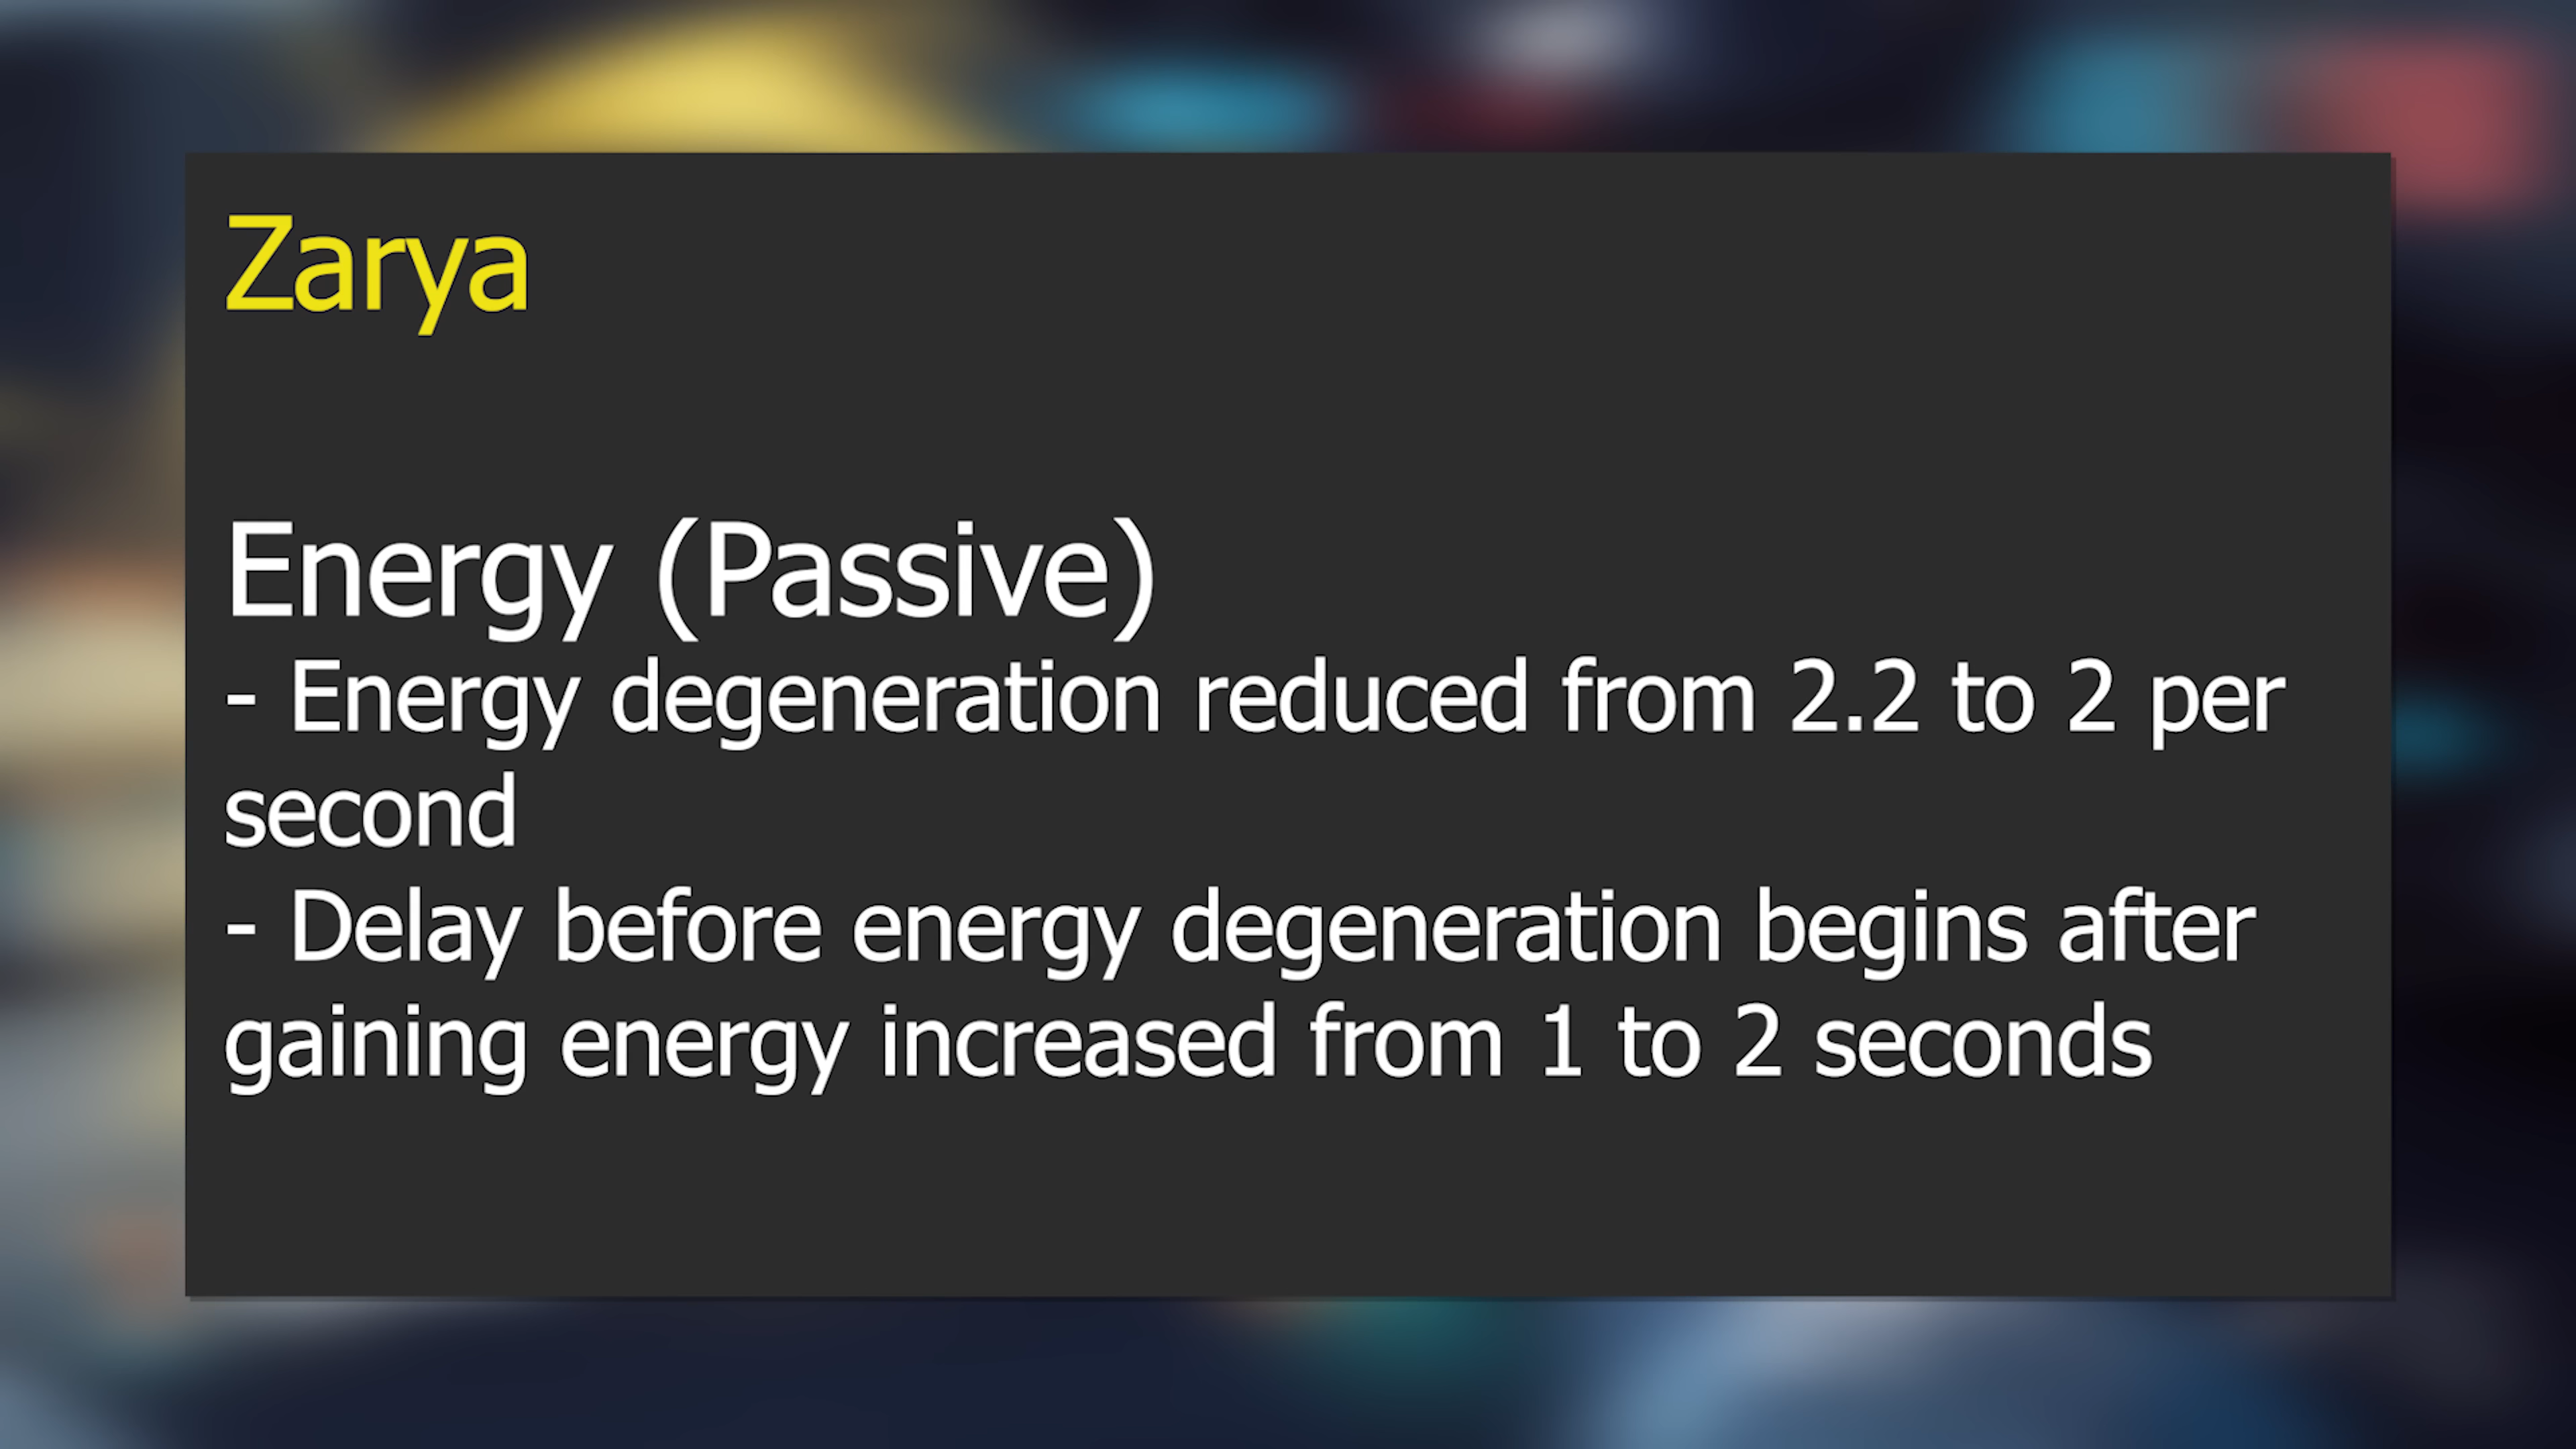 Zarya
Energy (Passive)
- Energy degeneration reduced from 2.2 to 2 per
second
- Delay before energy degeneration begins after
gaining energy increased from 1 to 2 seconds